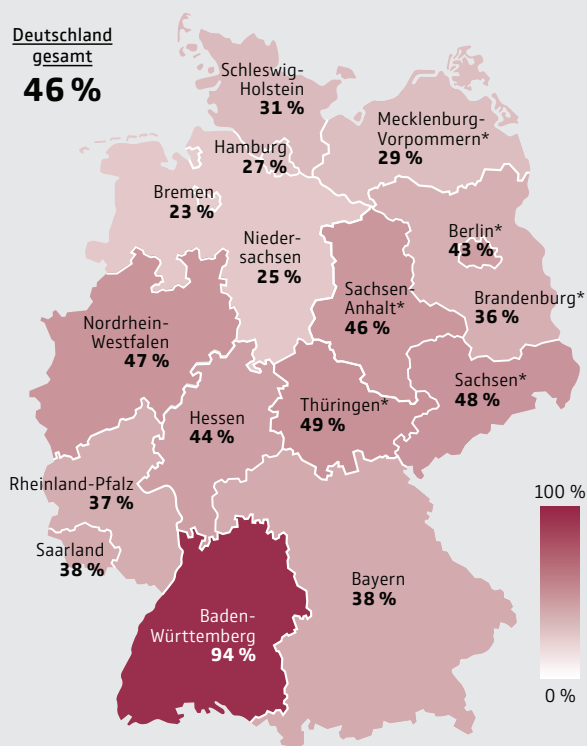 Deutschland
gesamt
46 %
Schleswig-
Holstein
31 %
Mecklenburg-
Vorpommern*
29 %
Hamburg
27 %
Bremen
23 %
Nieder-
sachsen
25 %
Berlin*
43 %
Sachsen-
Anhalt*
46 %
Brandenburg*
36 %
Nordrhein-
Westfalen
47 %
Sachsen*
48 %
Thüringen*
49 %
Hessen
44 %
Rheinland-Pfalz
37 %
Saarland
38 %
Bayern
38 %
Baden-
Württemberg
94 %
100 %
0 %